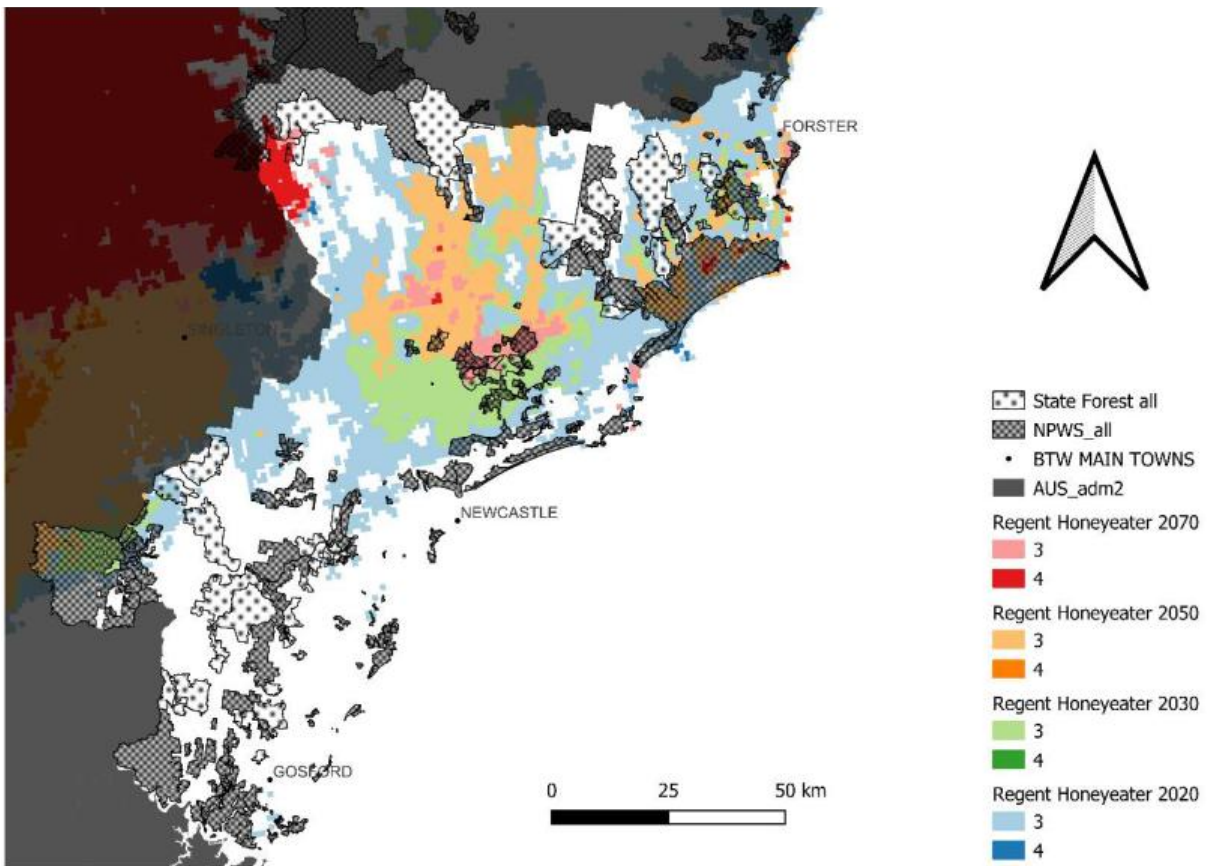 FORSTER
SINGLETON
NEWCASTLE
GOSFORD
0 25 50 km
State Forest all
NPWS_all
BTW MAIN TOWNS
AUS_adm2
Regent Honeyeater 2070
3
4
Regent Honeyeater 2050
3
4
Regent Honeyeater 2030
3
4
Regent Honeyeater 2020
3
4